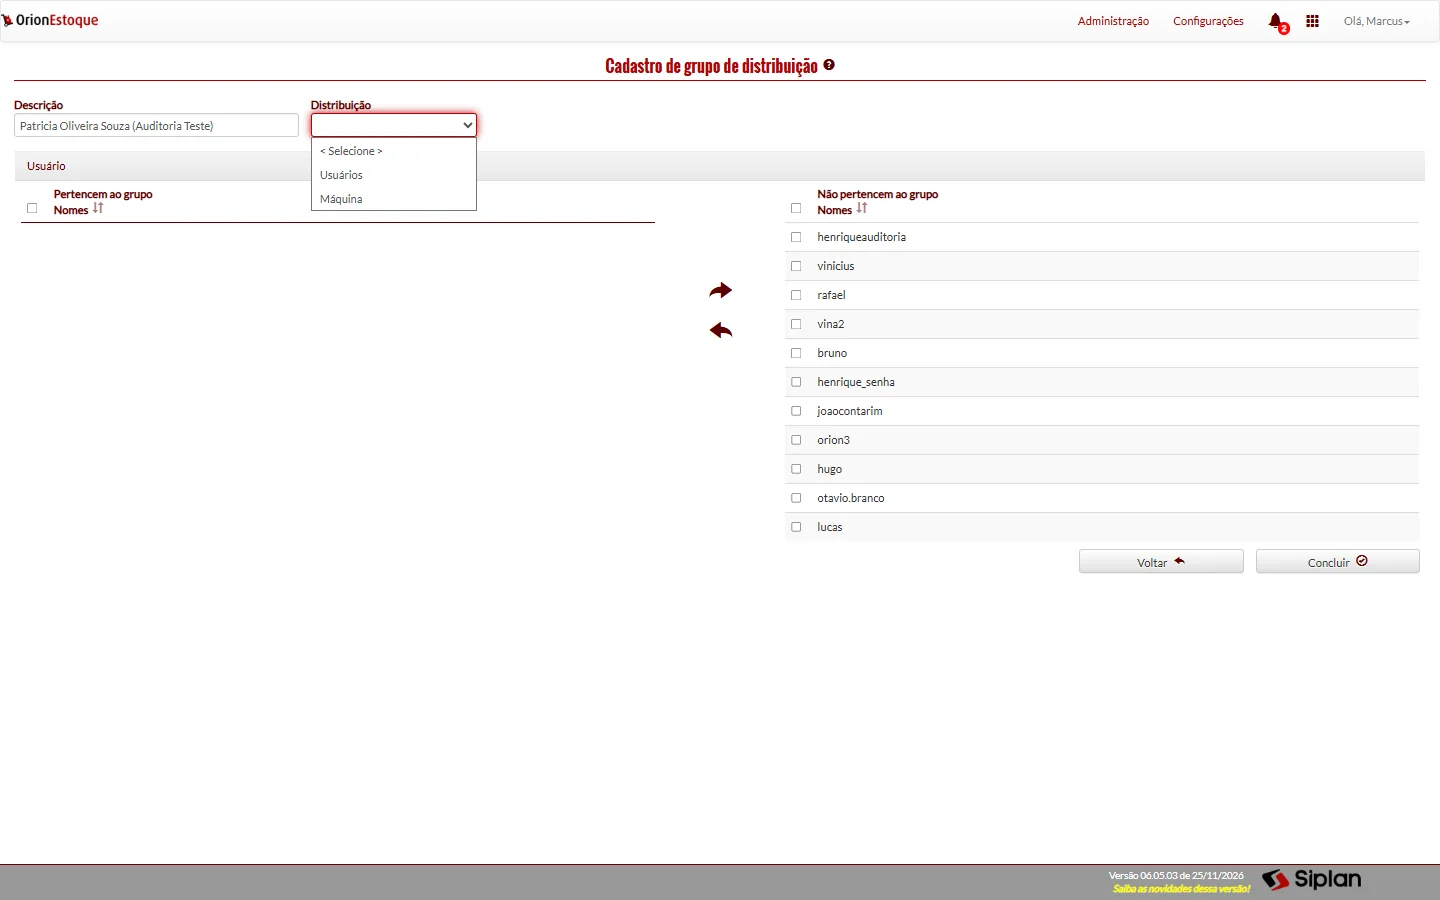 OrionEstoque
Administração
Configurações
2
Olá, Marcus
Cadastro de grupo de distribuição ?
Descrição
Distribuição
Patricia Oliveira Souza (Auditoria Teste)
< Selecione >
Usuários
Máquina
Usuário
Pertencem ao grupo
Nomes
Não pertencem ao grupo
Nomes
henriqueauditoria
vinicius
rafael
vina2
bruno
henrique_senha
joaocontarim
orion3
hugo
otavio.branco
lucas
Voltar
Concluir
Versão 06.05.03 de 25/11/2026
Saiba as novidades dessa versão!
Siplan